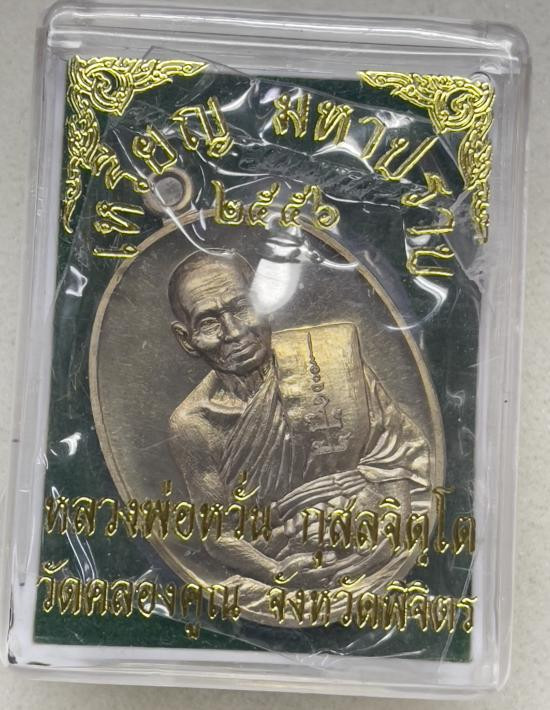 เหรียญ มหาปราบ
๒๕๕๖
หลวงพ่อหวั่น กุสลจิตฺโต
วัดคลองคูณ จังหวัดพิจิตร